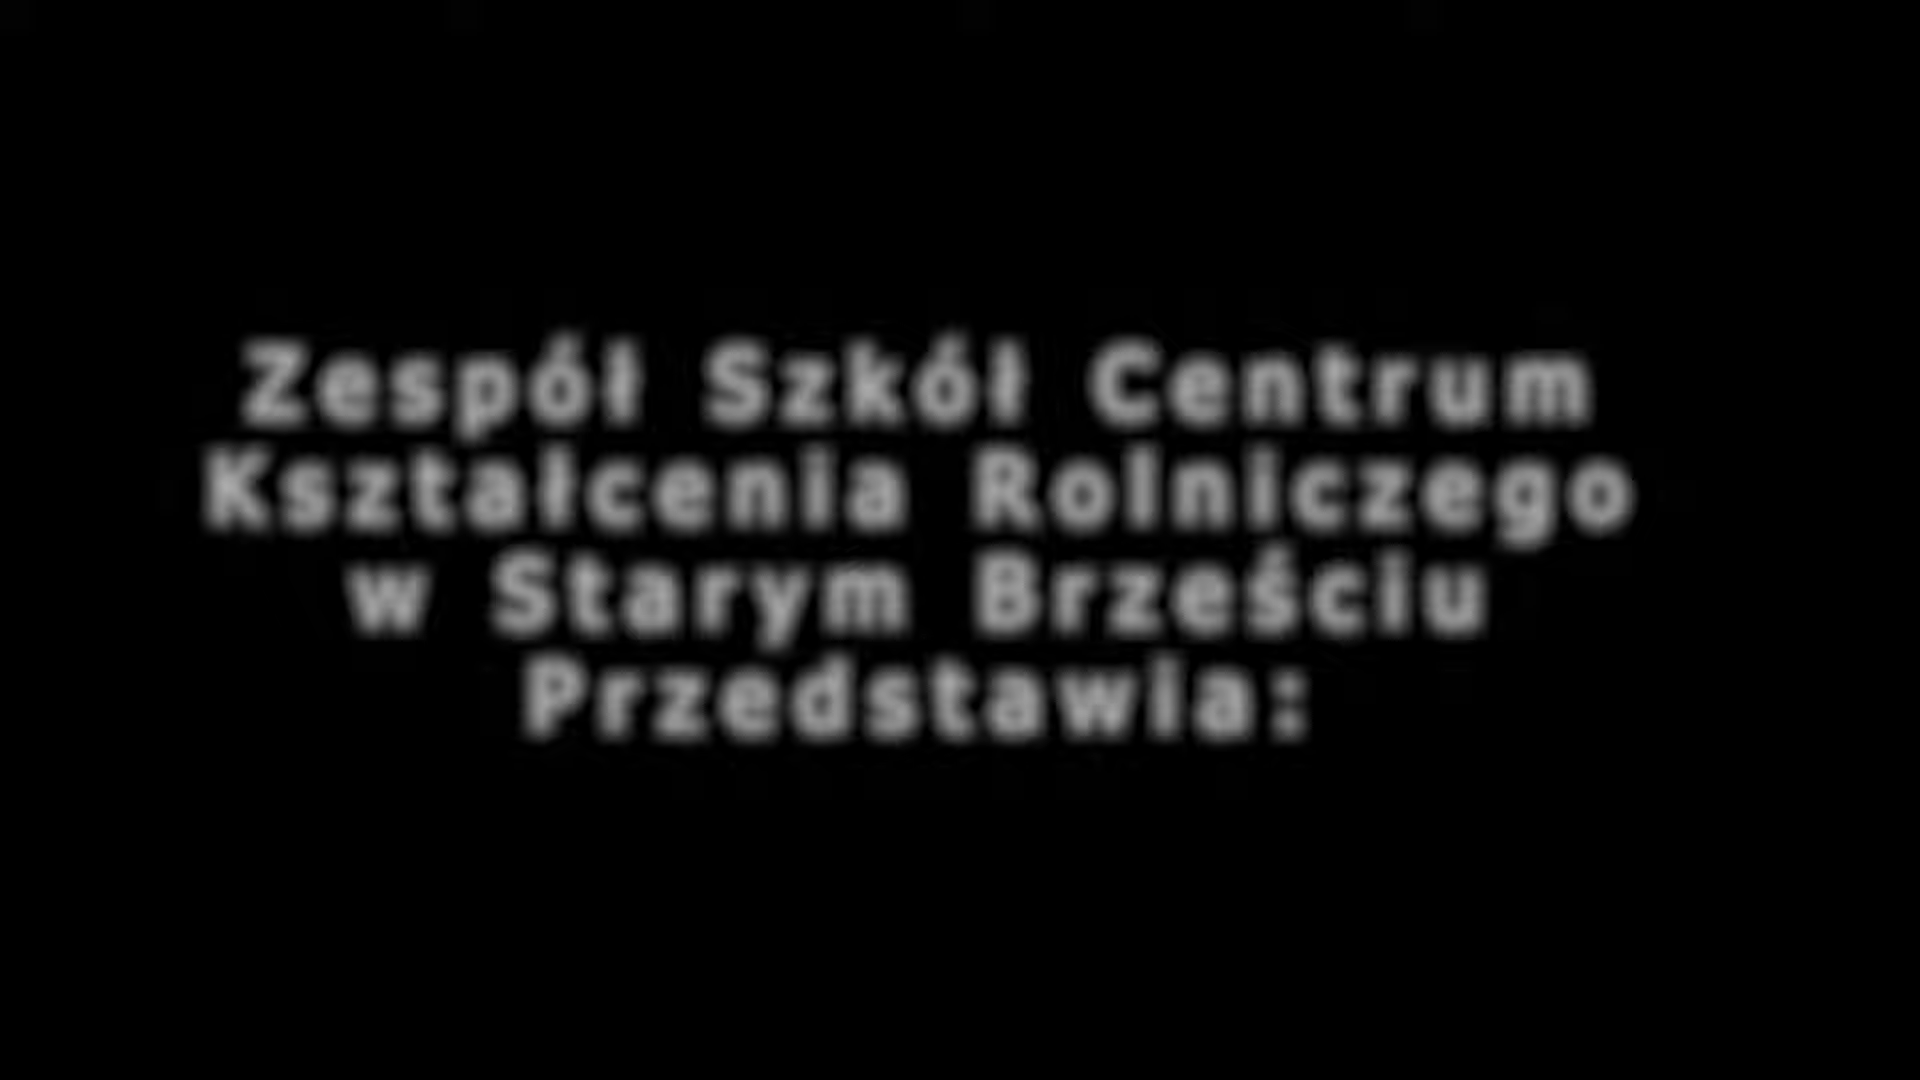 Zespół Szkół Centrum
Kształcenia Rolniczego
w Starym Brześciu
Przedstawia: